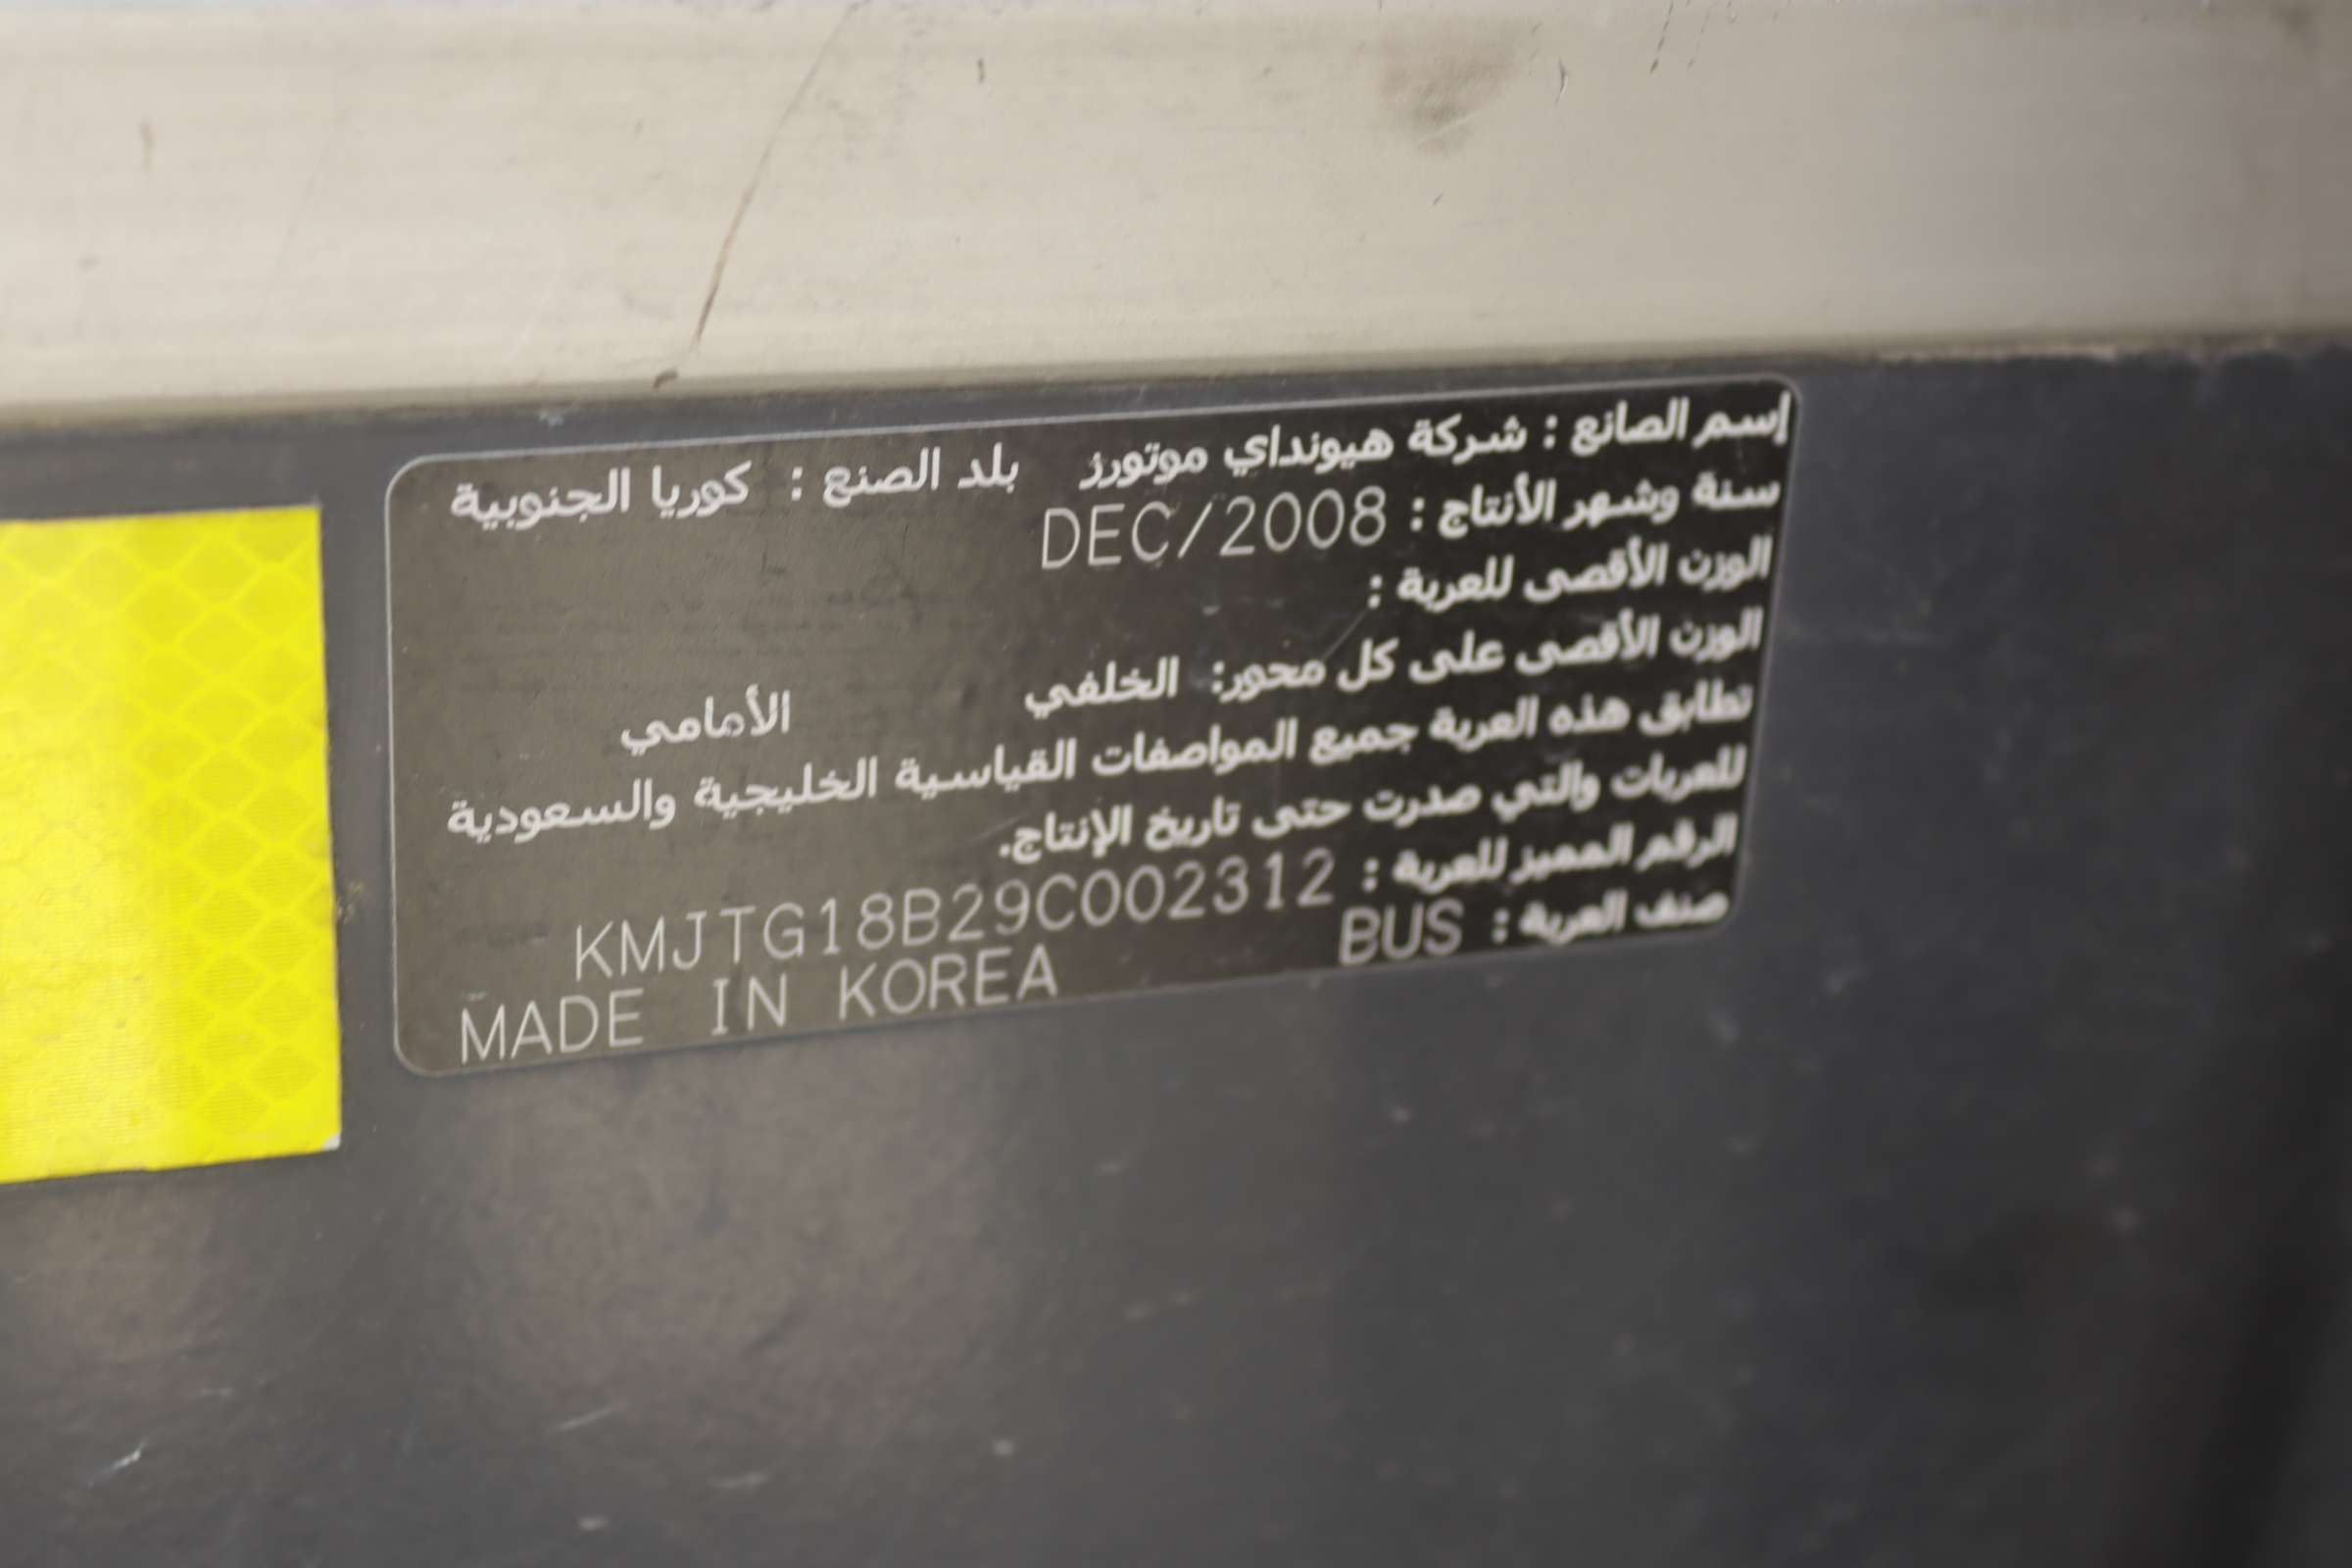 إسم الصانع : شركة هيونداي موتورز بلد الصنع : كوريا الجنوبية
سنة وشهر الأنتاج : DEC/2008
الوزن الأقصى للعربة :
الوزن الأقصى على كل محور: الخلفي الأمامي
تطابق هذه العربة جميع المواصفات القياسية الخليجية والسعودية
للعربات والتي صدرت حتى تاريخ الإنتاج.
الرقم المميز للعربة : KMJTG18B29C002312
صنف العربة : BUS MADE IN KOREA